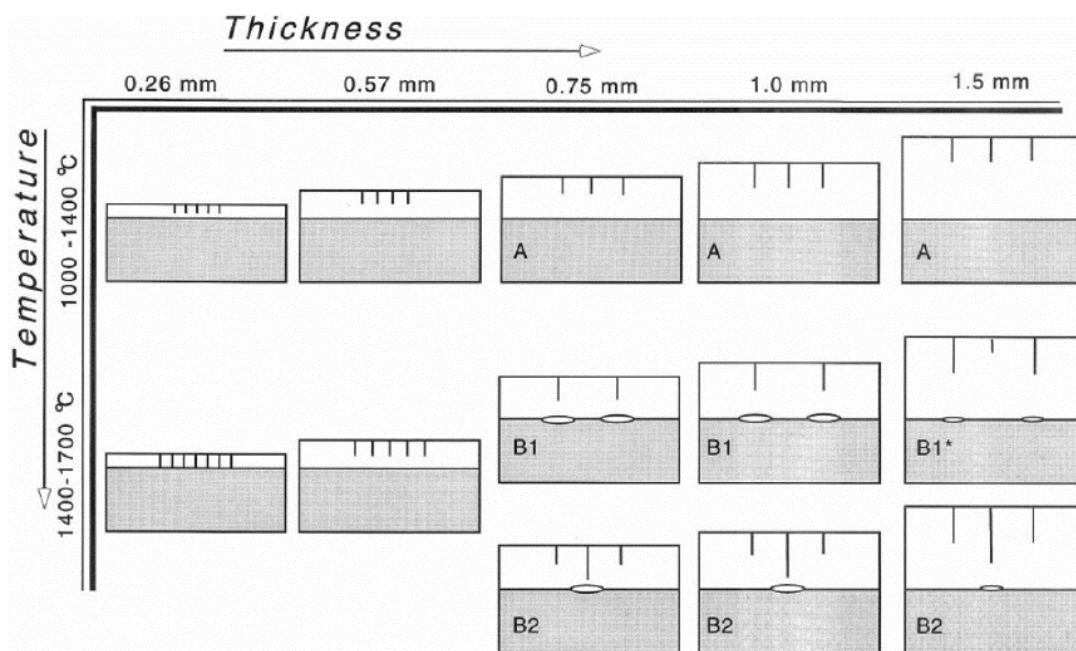 Thickness
0.26 mm 0.57 mm 0.75 mm 1.0 mm 1.5 mm
Temperature
1000-1400 °C
A A A
1400-1700 °C
B1 B1 B1*
B2 B2 B2